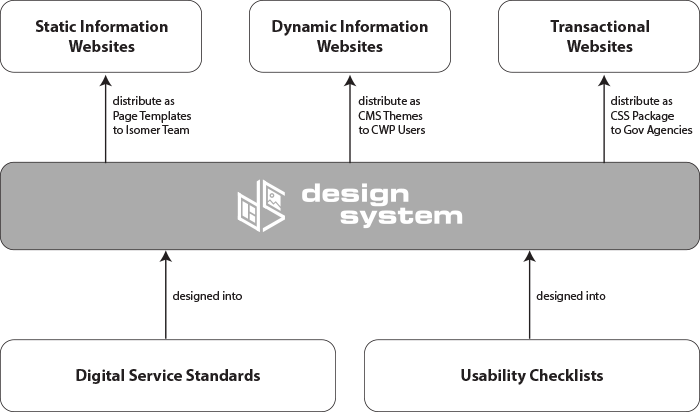 Static Information
Websites
Dynamic Information
Websites
Transactional
Websites
distribute as
Page Templates
to Isomer Team
distribute as
CMS Themes
to CWP Users
distribute as
CSS Package
to Gov Agencies
design
system
designed into
designed into
Digital Service Standards
Usability Checklists